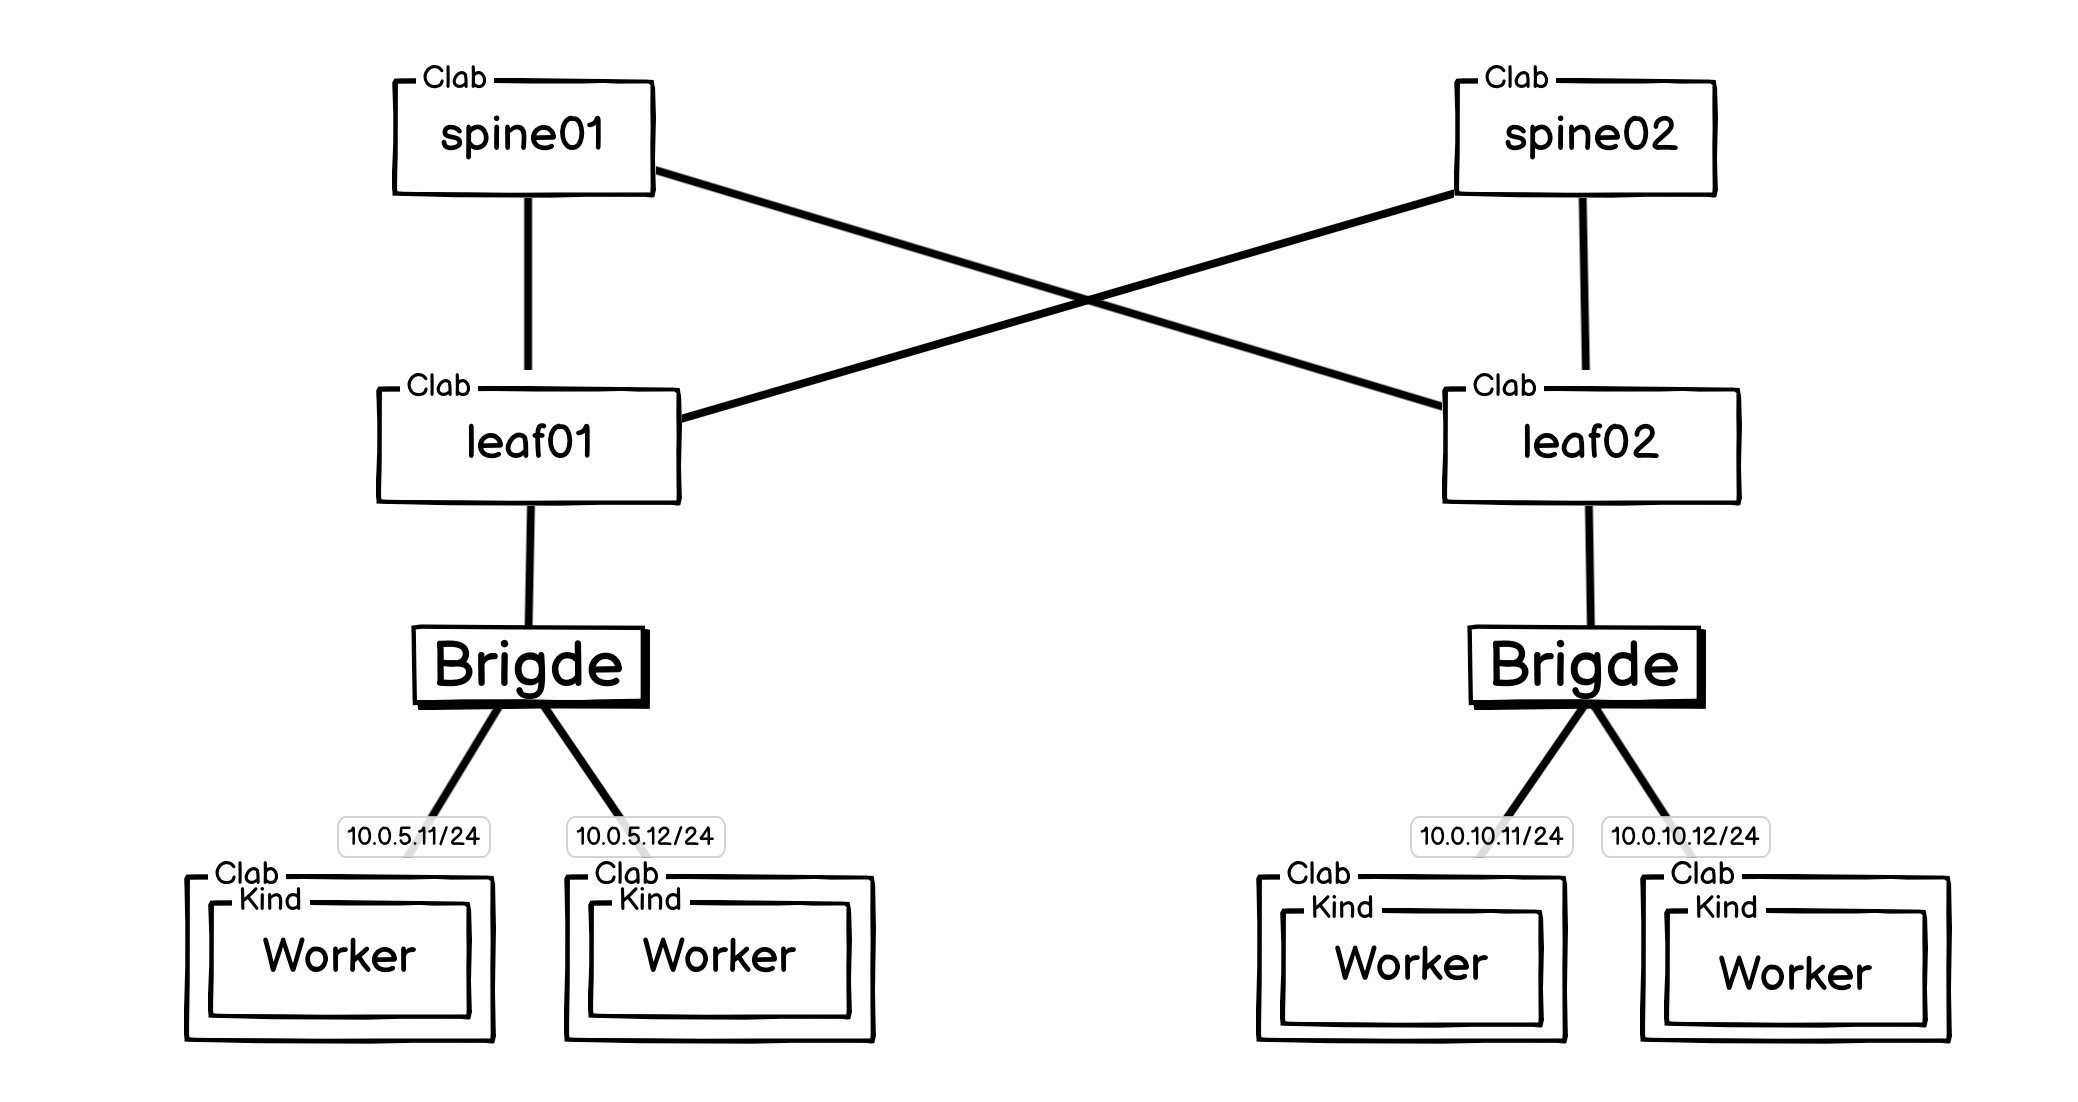 Clab
spine01
Clab
spine02
Clab
leaf01
Clab
leaf02
Brigde
Brigde
10.0.5.11/24
10.0.5.12/24
10.0.10.11/24
10.0.10.12/24
Clab
Kind
Worker
Clab
Kind
Worker
Clab
Kind
Worker
Clab
Kind
Worker